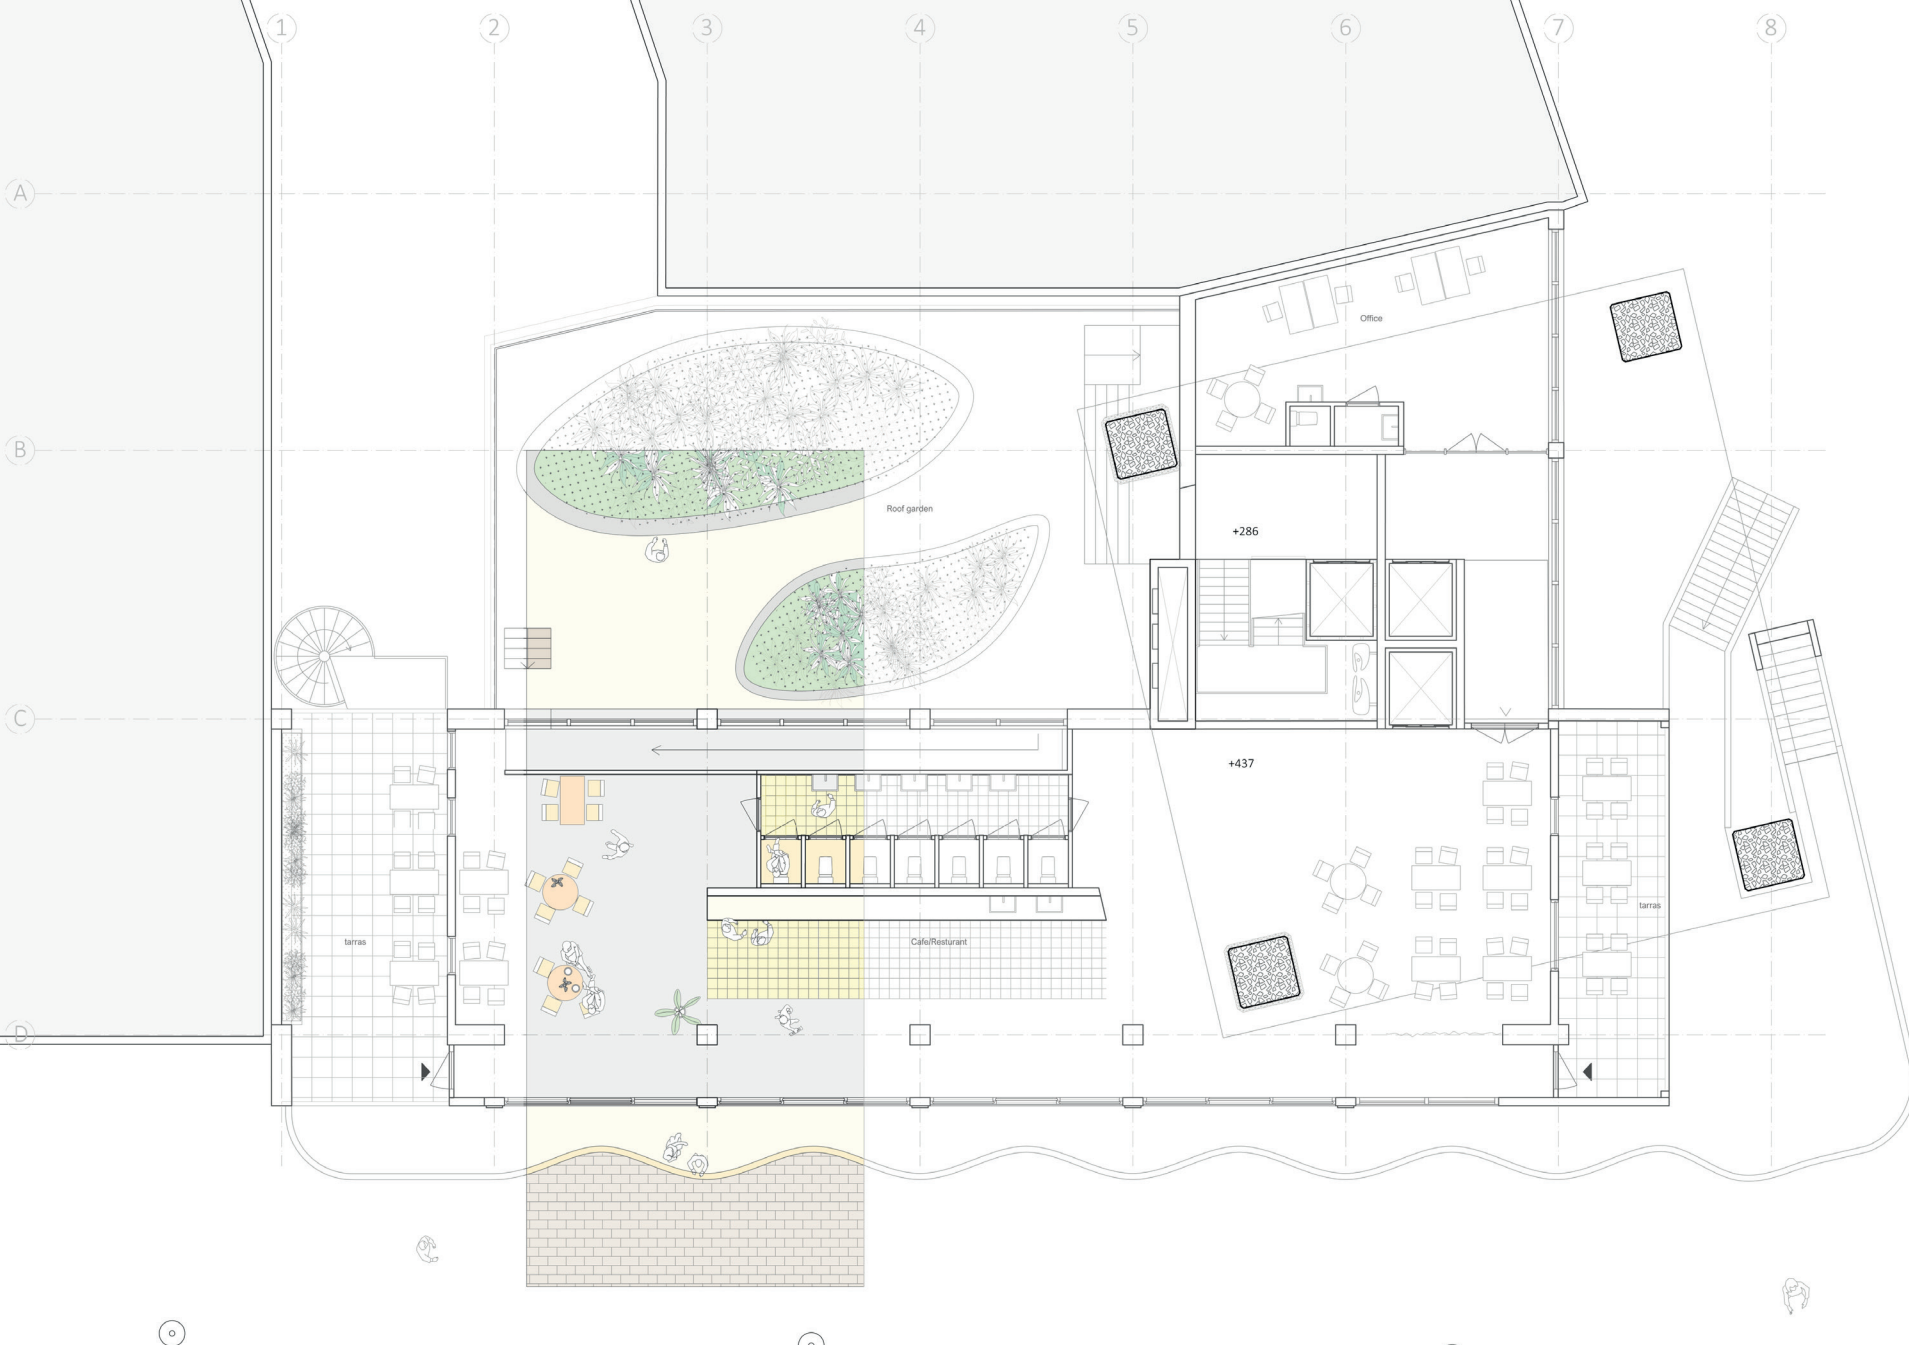 1 2 3 4 5 6 7 8
A
Office
B
Roof garden
+286
C
+437
tarras
tarras
Cafe/Resturant
D